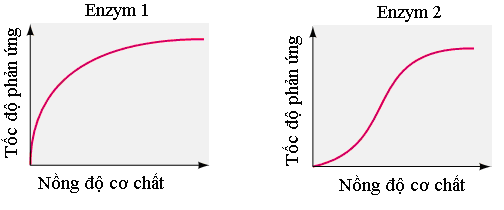 Enzym 1
Tốc độ phản ứng
Nồng độ cơ chất
Enzym 2
Tốc độ phản ứng
Nồng độ cơ chất